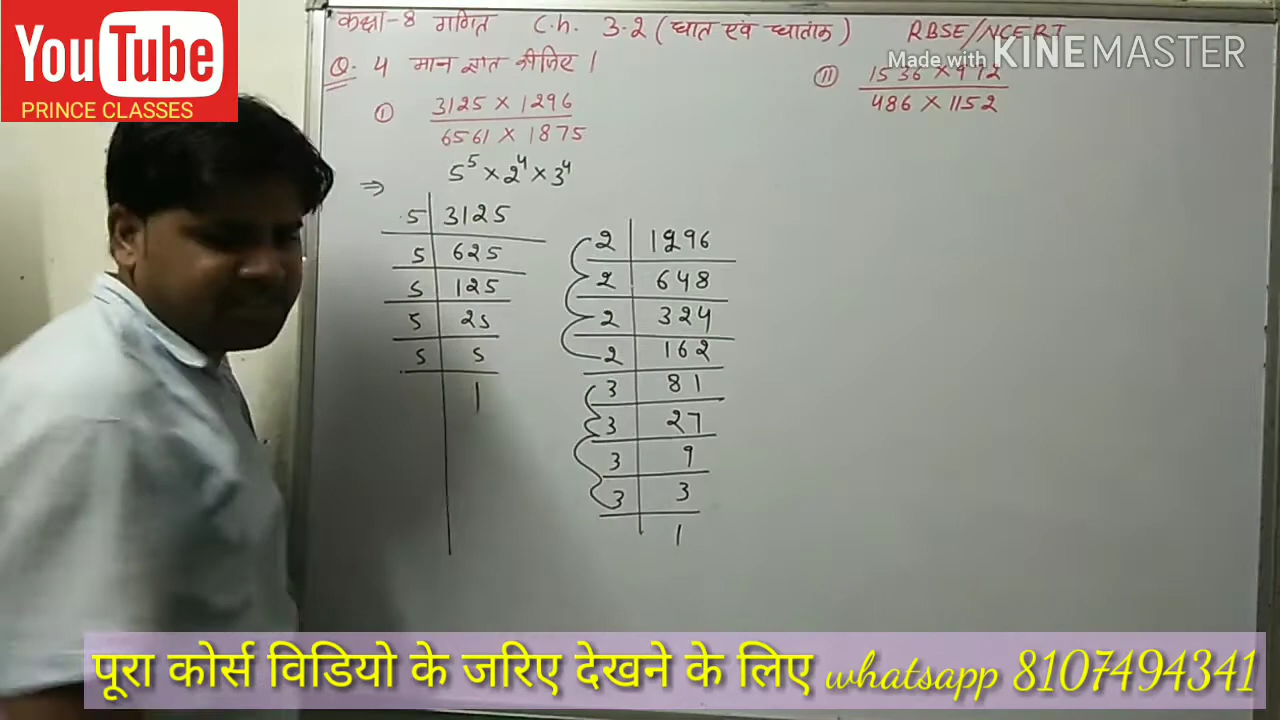 YouTube
PRINCE CLASSES
कक्षा-8 गणित Ch. 3.2 (घात एवं घातांक) RBSE/NCERT
Made with KINEMASTER
Q. 4 मान ज्ञात कीजिए।
① 3125 × 1296
6561 × 1875
② 1536 × 972
486 × 1152
⇒ 5⁵ × 2⁴ × 3⁴
5 | 3125
5 | 625
5 | 125
5 | 25
5 | 5
1
2 | 1296
2 | 648
2 | 324
2 | 162
3 | 81
3 | 27
3 | 9
3 | 3
1
पूरा कोर्स विडियो के जरिए देखने के लिए whatsapp 8107494341